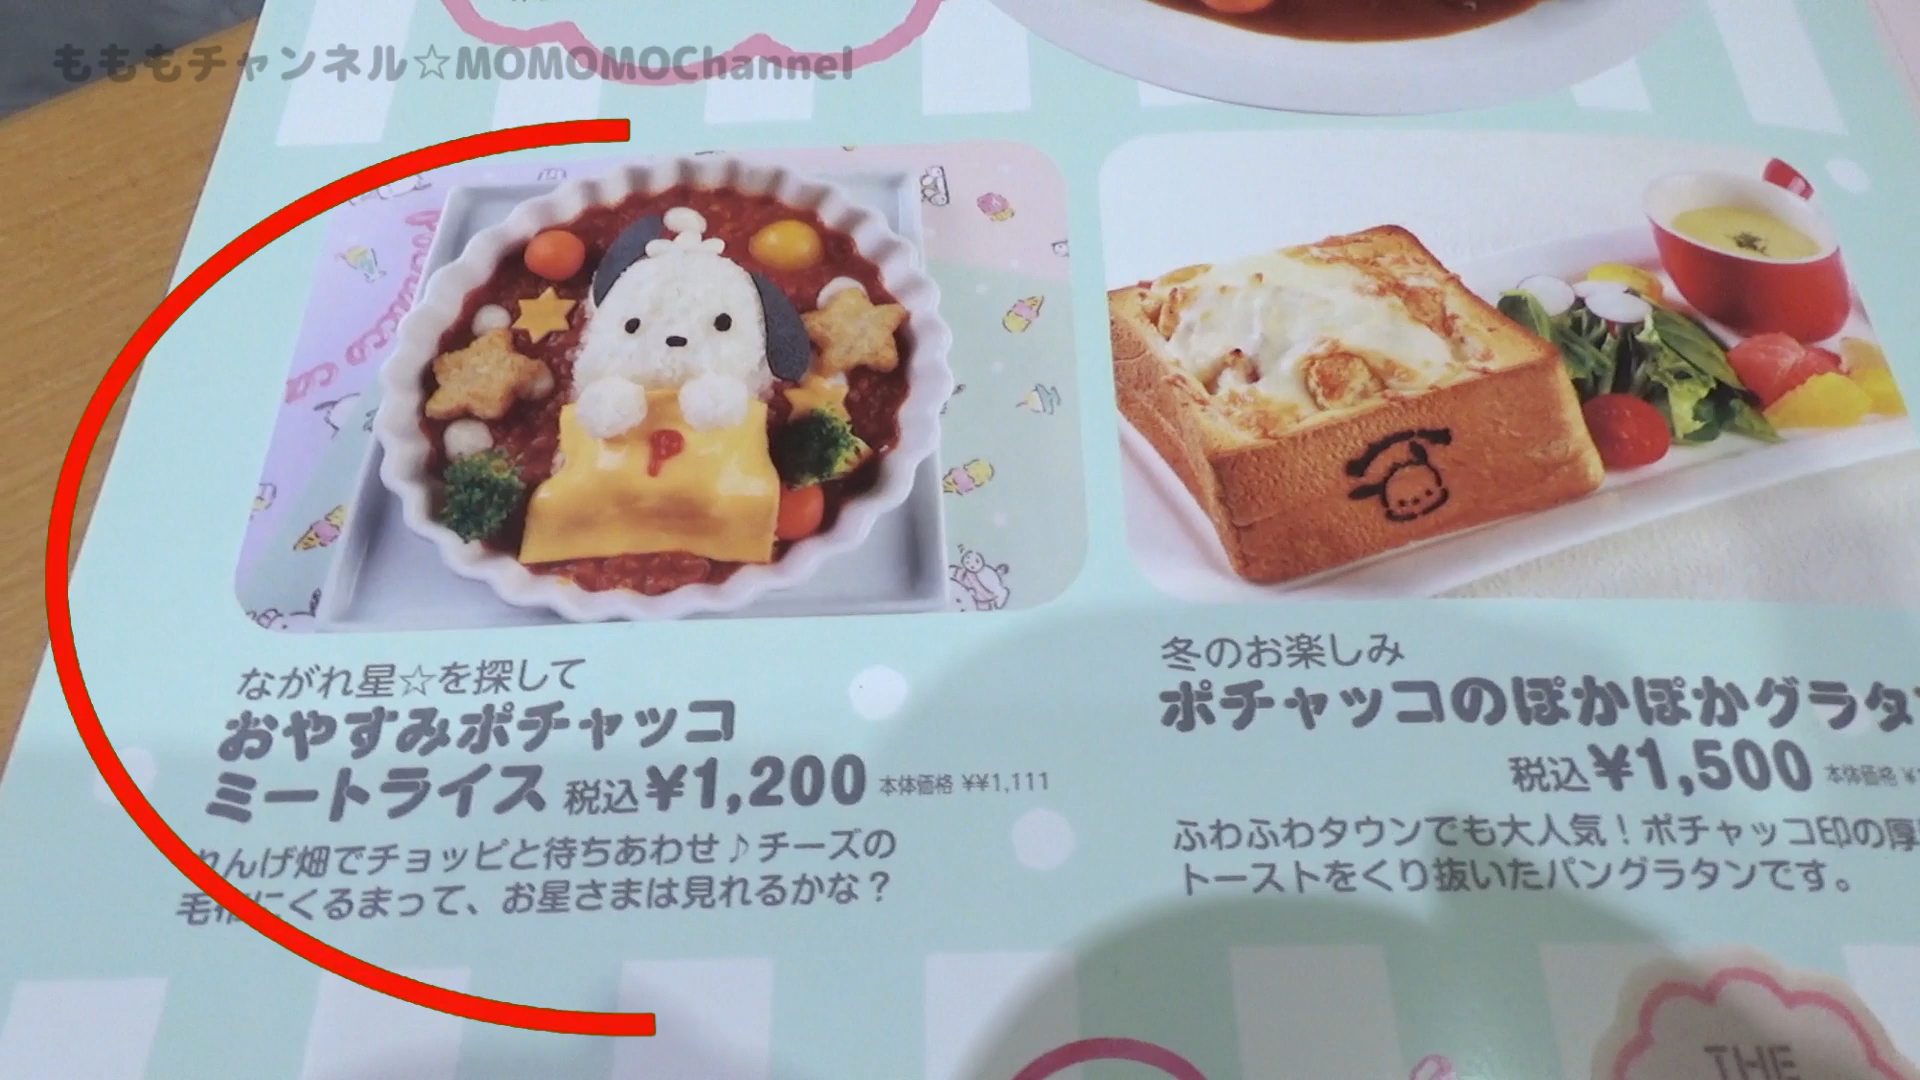 もももチャンネル☆MOMOMOChannel
P
ながれ星☆を探して
おやすみポチャッコ
ミートライス 税込¥1,200 本体価格 ¥¥1,111
れんげ畑でチョッピと待ちあわせ♪チーズの
毛布にくるまって、お星さまは見れるかな？
冬のお楽しみ
ポチャッコのぽかぽかグラタ
税込¥1,500 本体価格
ふわふわタウンでも大人気！ポチャッコ印の厚
トーストをくり抜いたパングラタンです。
THE